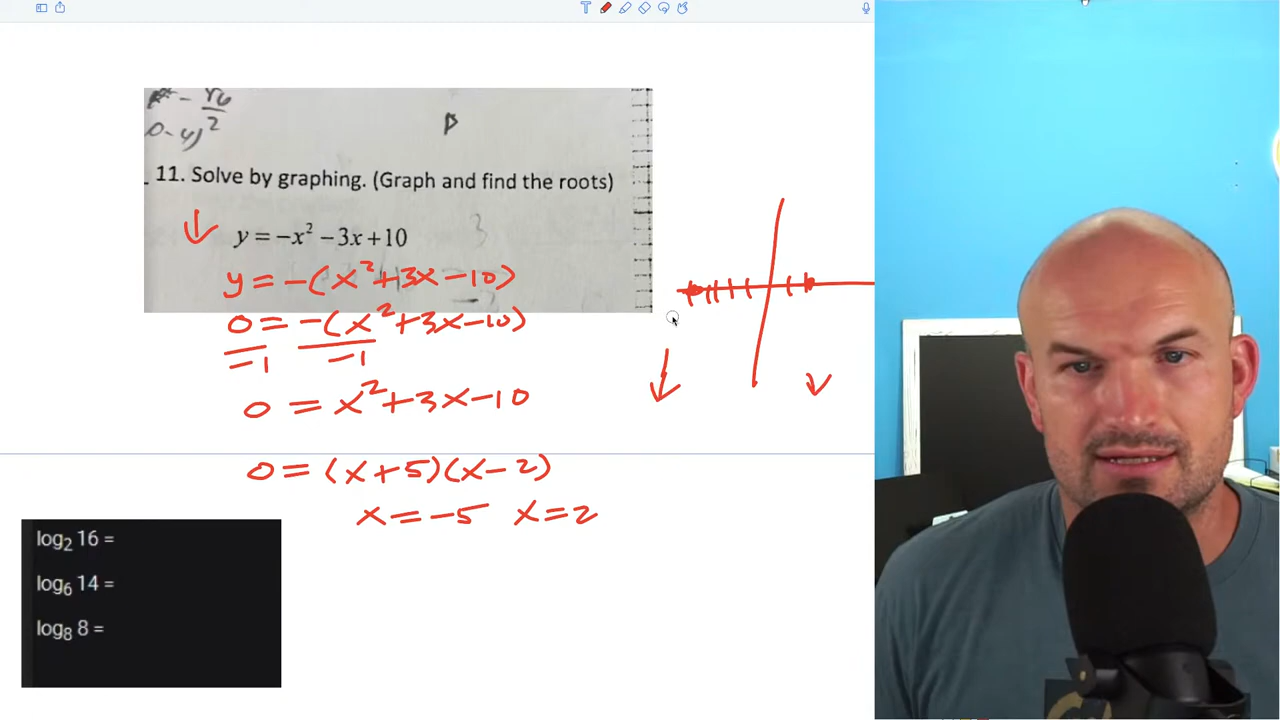 11. Solve by graphing. (Graph and find the roots)
y = -x² - 3x + 10
y = -(x² + 3x - 10)
0 = -(x² + 3x - 10)
-1 -1
0 = x² + 3x - 10
0 = (x + 5)(x - 2)
x = -5 x = 2
log₂ 16 =
log₆ 14 =
log₈ 8 =